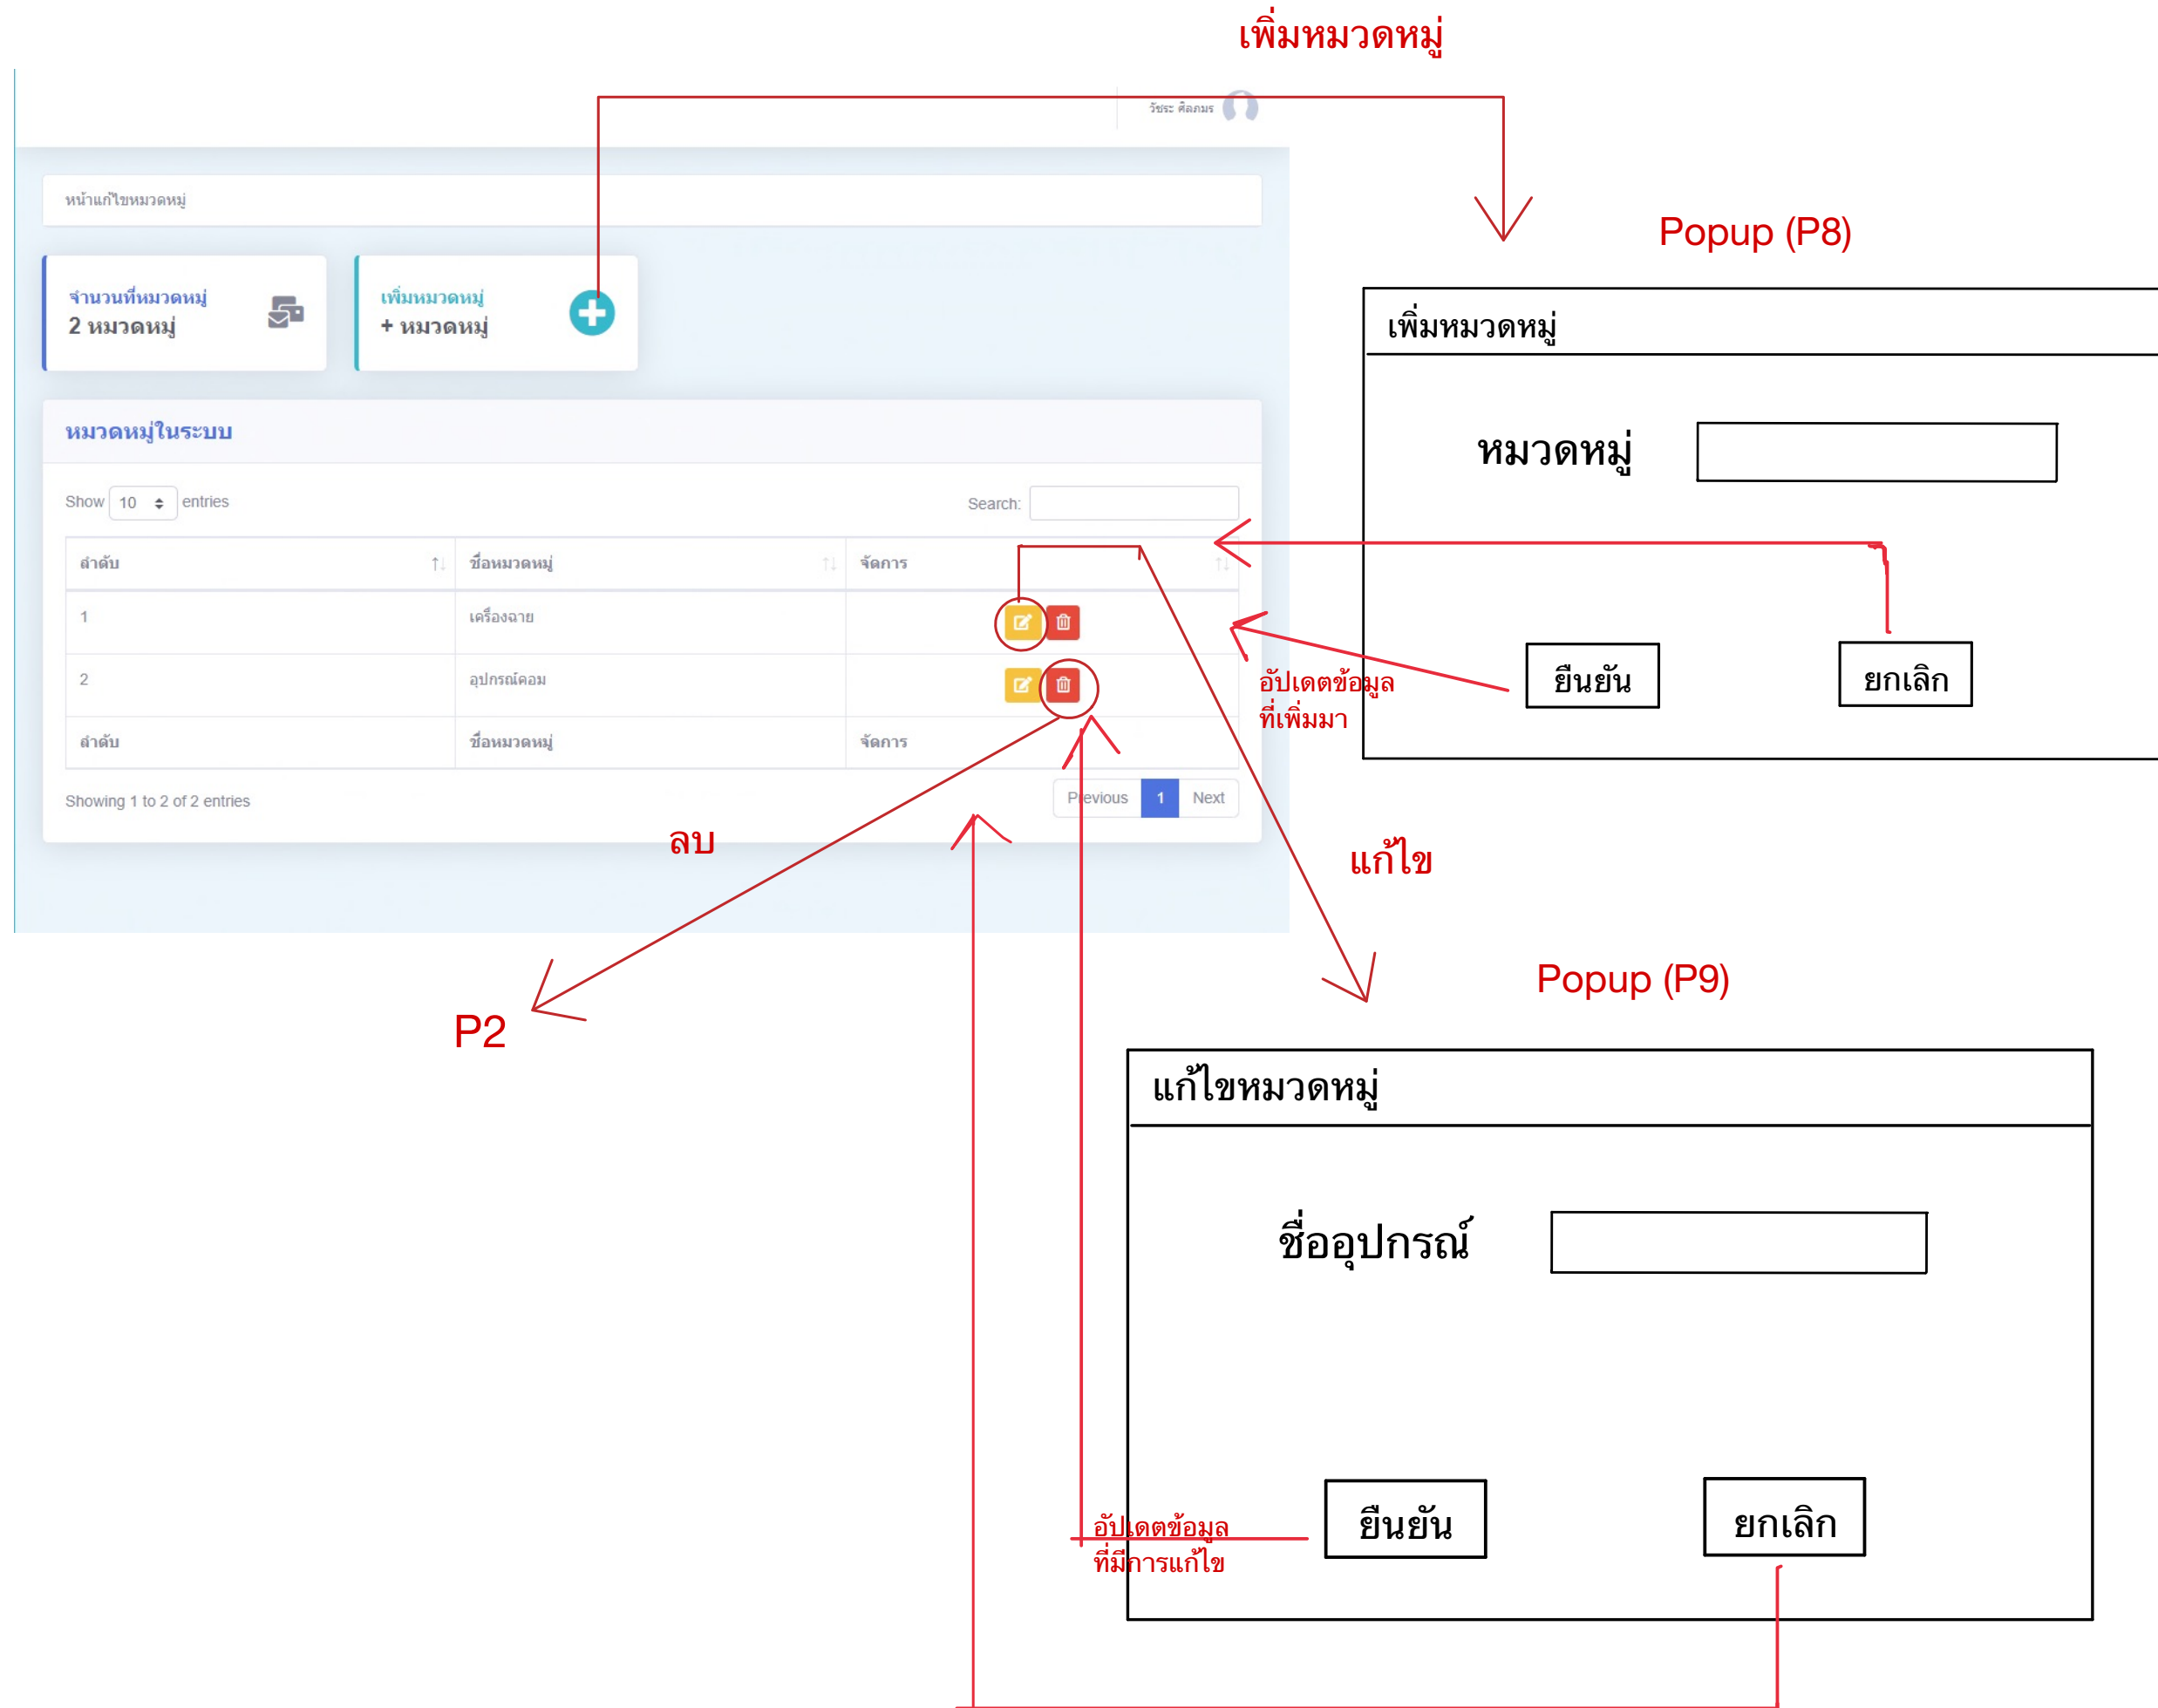 เพิ่มหมวดหมู่
วัชระ ศิลภมร
หน้าแก้ไขหมวดหมู่
จำนวนที่หมวดหมู่
2 หมวดหมู่
เพิ่มหมวดหมู่
+ หมวดหมู่
หมวดหมู่ในระบบ
Show 10 entries
Search:
ลำดับ ชื่อหมวดหมู่ จัดการ
1 เครื่องฉาย
2 อุปกรณ์คอม
ลำดับ ชื่อหมวดหมู่ จัดการ
Showing 1 to 2 of 2 entries
Previous 1 Next
Popup (P8)
เพิ่มหมวดหมู่
หมวดหมู่
ยืนยัน ยกเลิก
อัปเดตข้อมูล
ที่เพิ่มมา
ลบ
แก้ไข
P2
Popup (P9)
แก้ไขหมวดหมู่
ชื่ออุปกรณ์
ยืนยัน ยกเลิก
อัปเดตข้อมูล
ที่มีการแก้ไข